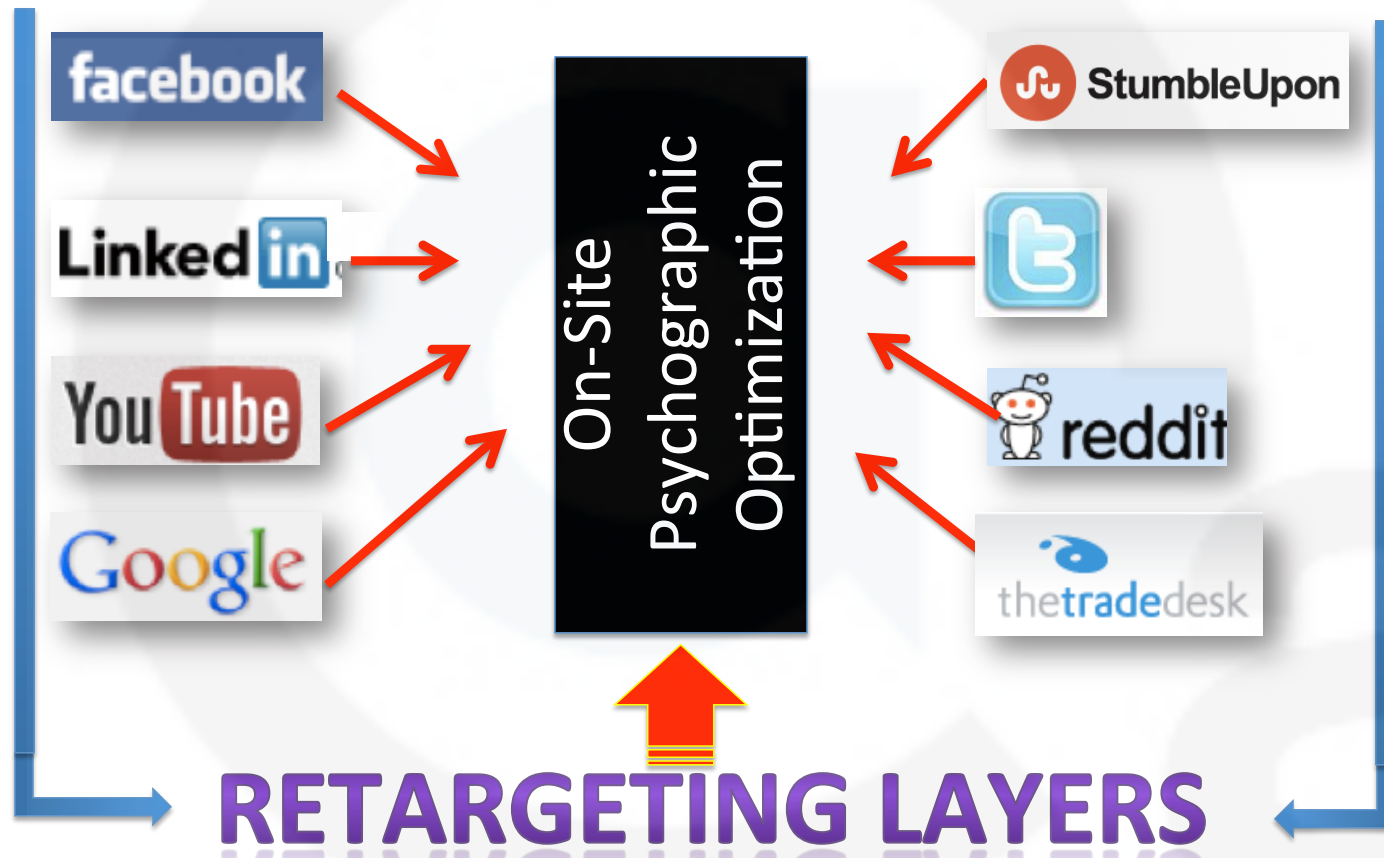 facebook
StumbleUpon
LinkedIn
YouTube
Google
On-Site
Psychographic
Optimization
t
reddit
thetradedesk
RETARGETING LAYERS